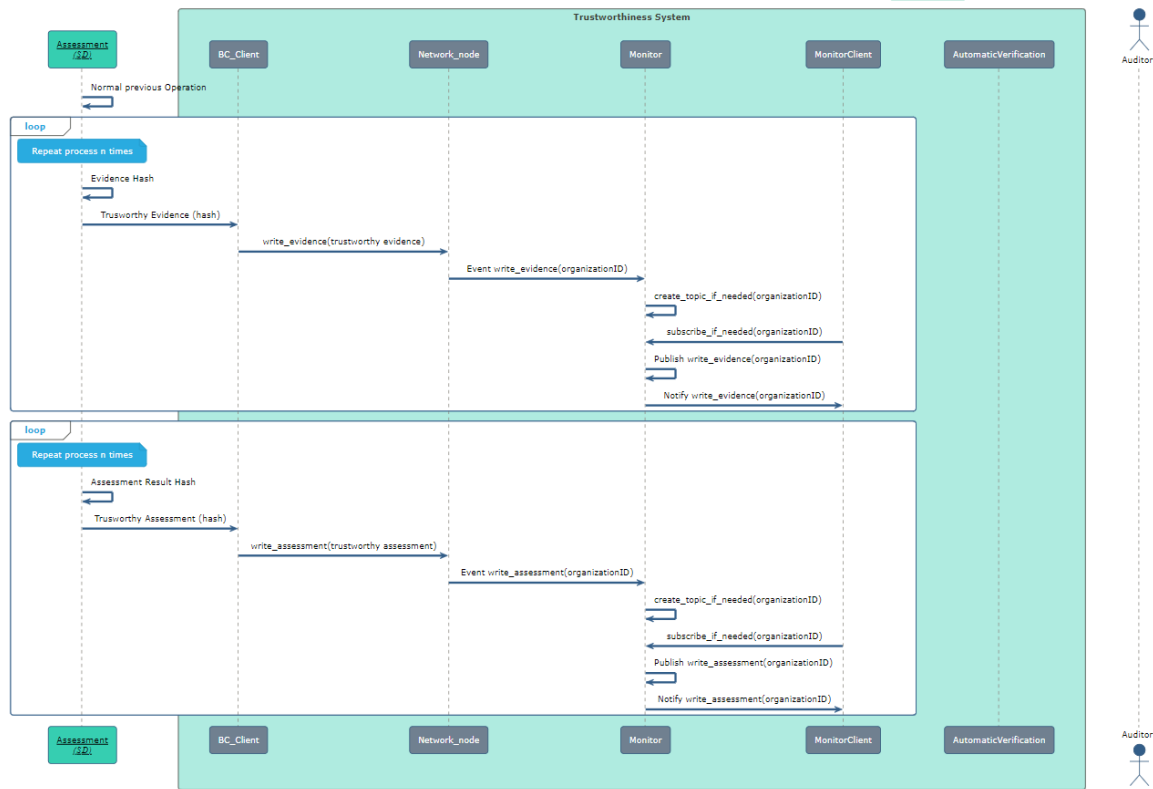 Trustworthiness System
Assessment
(SD)
BC_Client
Network_node
Monitor
MonitorClient
AutomaticVerification
Auditor
Normal previous Operation
loop
Repeat process n times
Evidence Hash
Trusworthy Evidence (hash)
write_evidence(trustworthy evidence)
Event write_evidence(organizationID)
create_topic_if_needed(organizationID)
subscribe_if_needed(organizationID)
Publish write_evidence(organizationID)
Notify write_evidence(organizationID)
loop
Repeat process n times
Assessment Result Hash
Trusworthy Assessment (hash)
write_assessment(trustworthy assessment)
Event write_assessment(organizationID)
create_topic_if_needed(organizationID)
subscribe_if_needed(organizationID)
Publish write_assessment(organizationID)
Notify write_assessment(organizationID)
Assessment
(SD)
BC_Client
Network_node
Monitor
MonitorClient
AutomaticVerification
Auditor